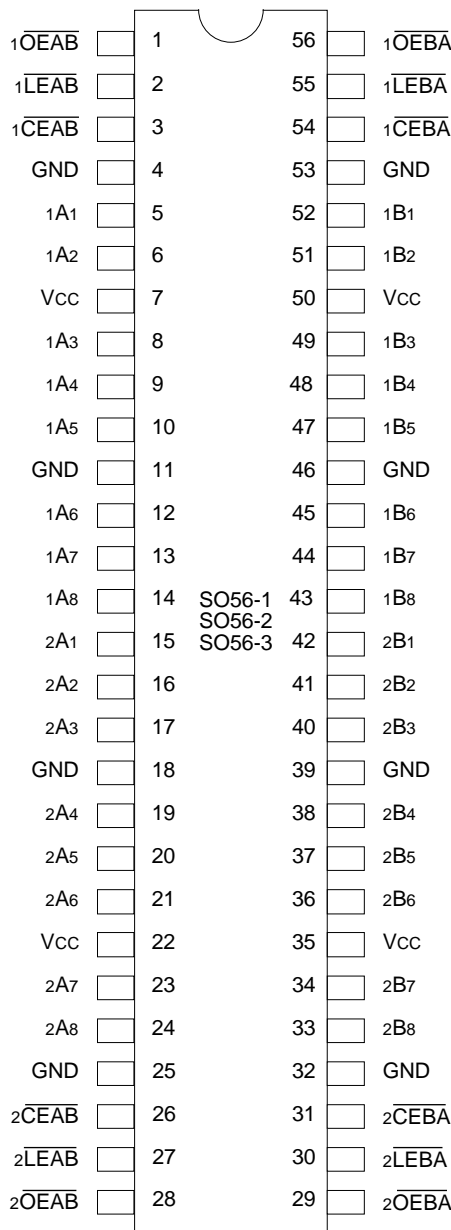 1OEAB 1 56 1OEBA
1LEAB 2 55 1LEBA
1CEAB 3 54 1CEBA
GND 4 53 GND
1A1 5 52 1B1
1A2 6 51 1B2
VCC 7 50 VCC
1A3 8 49 1B3
1A4 9 48 1B4
1A5 10 47 1B5
GND 11 46 GND
1A6 12 45 1B6
1A7 13 44 1B7
1A8 14 SO56-1 43 1B8
SO56-2
2A1 15 SO56-3 42 2B1
2A2 16 41 2B2
2A3 17 40 2B3
GND 18 39 GND
2A4 19 38 2B4
2A5 20 37 2B5
2A6 21 36 2B6
VCC 22 35 VCC
2A7 23 34 2B7
2A8 24 33 2B8
GND 25 32 GND
2CEAB 26 31 2CEBA
2LEAB 27 30 2LEBA
2OEAB 28 29 2OEBA